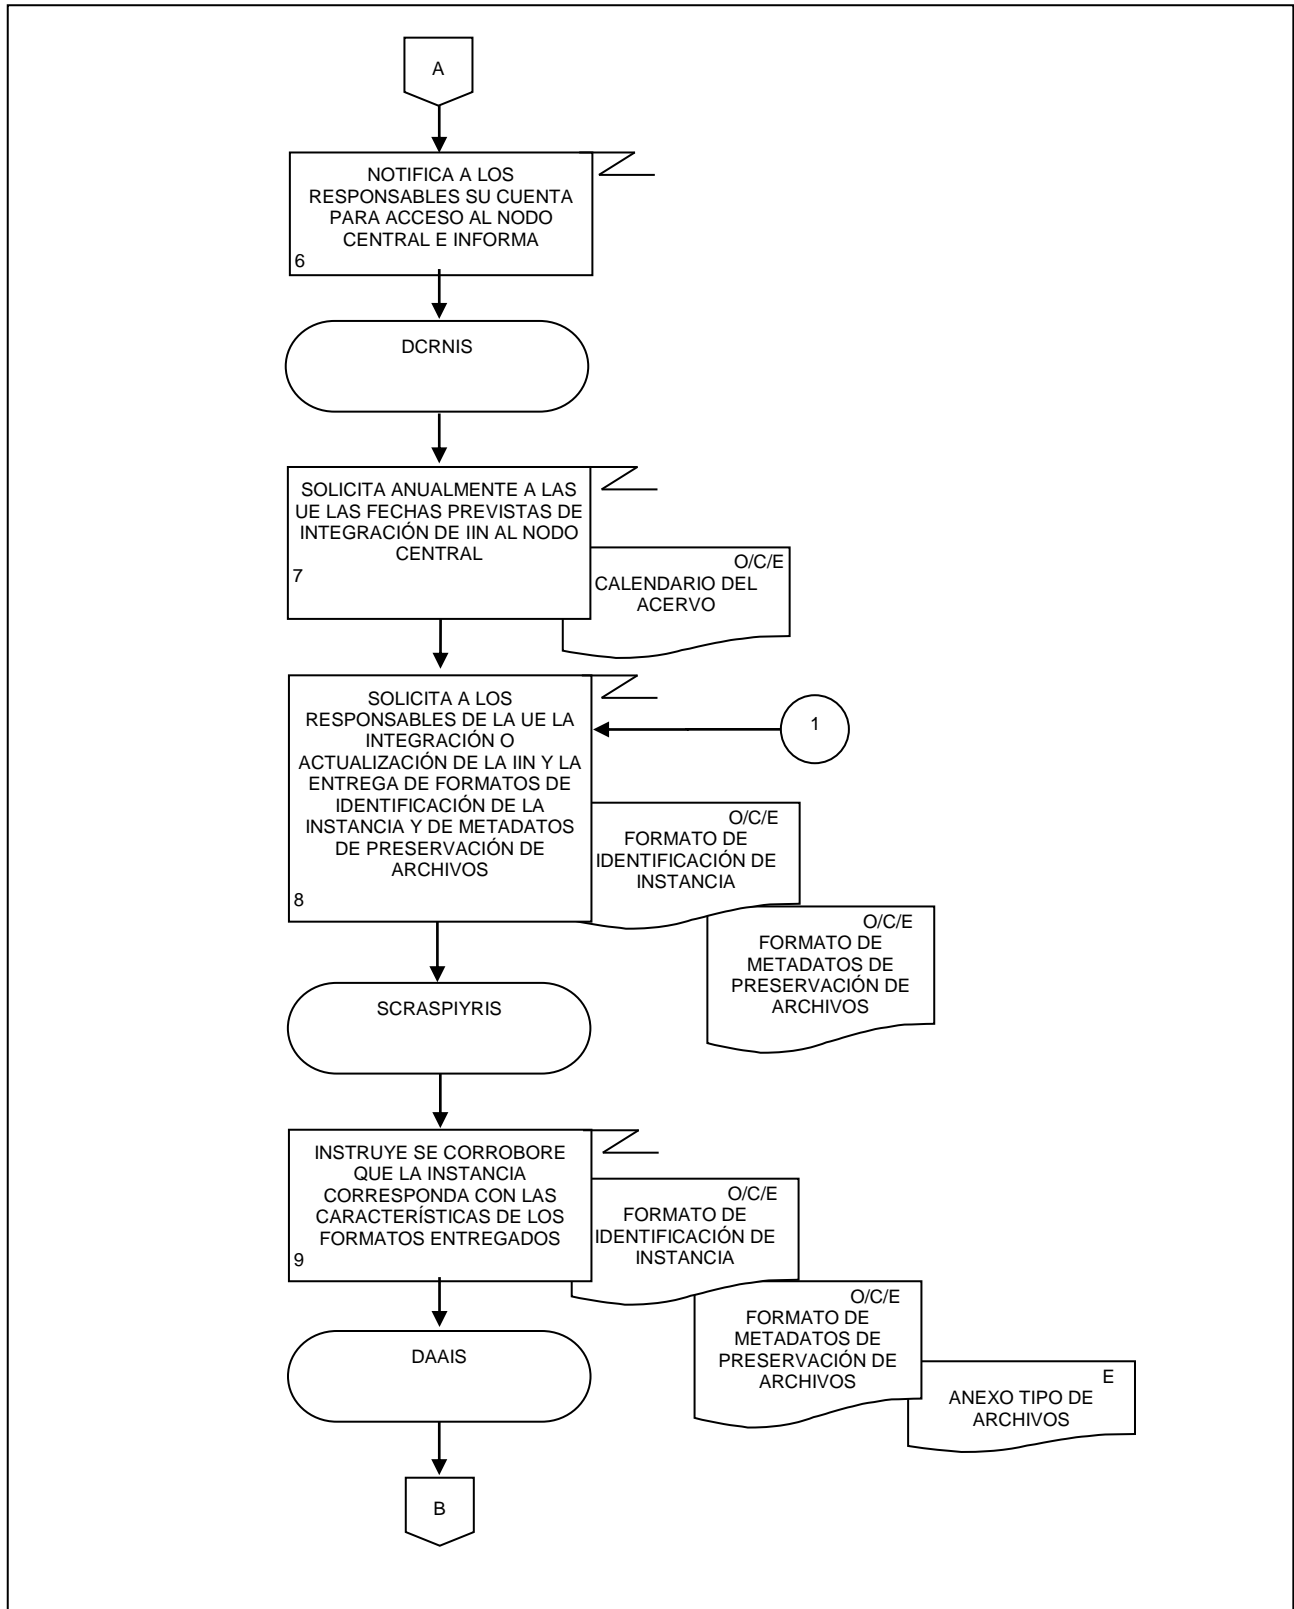 A
NOTIFICA A LOS
RESPONSABLES SU CUENTA
PARA ACCESO AL NODO
CENTRAL E INFORMA
6
DCRNIS
SOLICITA ANUALMENTE A LAS
UE LAS FECHAS PREVISTAS DE
INTEGRACIÓN DE IIN AL NODO
CENTRAL
7
O/C/E
CALENDARIO DEL
ACERVO
SOLICITA A LOS
RESPONSABLES DE LA UE LA
INTEGRACIÓN O
ACTUALIZACIÓN DE LA IIN Y LA
ENTREGA DE FORMATOS DE
IDENTIFICACIÓN DE LA
INSTANCIA Y DE METADATOS
DE PRESERVACIÓN DE
ARCHIVOS
8
1
O/C/E
FORMATO DE
IDENTIFICACIÓN DE
INSTANCIA
O/C/E
FORMATO DE
METADATOS DE
PRESERVACIÓN DE
ARCHIVOS
SCRASPIYRIS
INSTRUYE SE CORROBORE
QUE LA INSTANCIA
CORRESPONDA CON LAS
CARACTERÍSTICAS DE LOS
FORMATOS ENTREGADOS
9
O/C/E
FORMATO DE
IDENTIFICACIÓN DE
INSTANCIA
O/C/E
FORMATO DE
METADATOS DE
PRESERVACIÓN DE
ARCHIVOS
E
ANEXO TIPO DE
ARCHIVOS
DAAIS
B